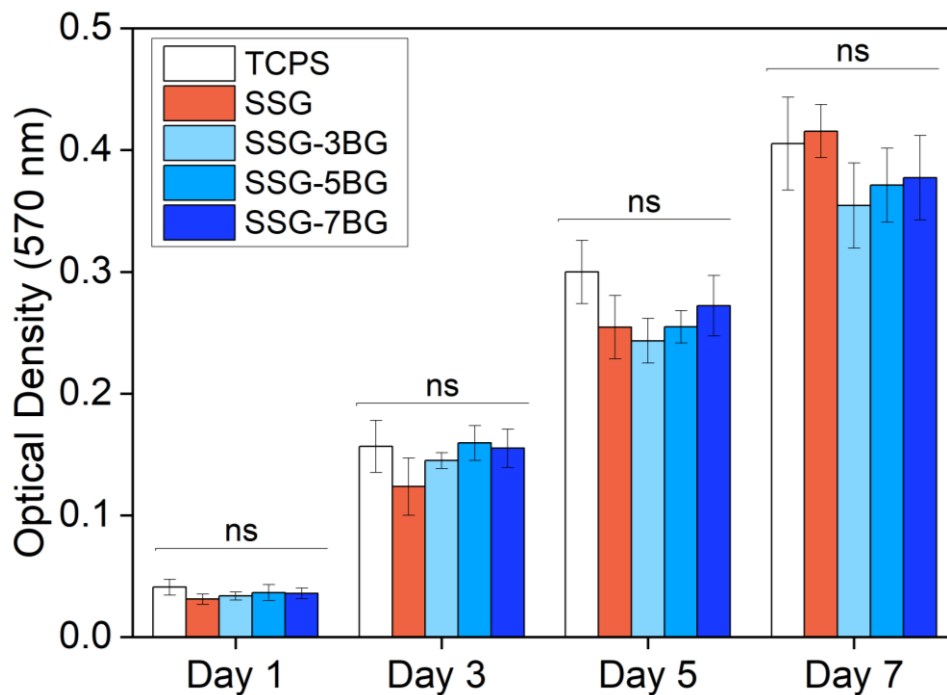 Optical Density (570 nm)
0.5
0.4
0.3
0.2
0.1
0.0
TCPS
SSG
SSG-3BG
SSG-5BG
SSG-7BG
ns
ns
ns
ns
Day 1
Day 3
Day 5
Day 7